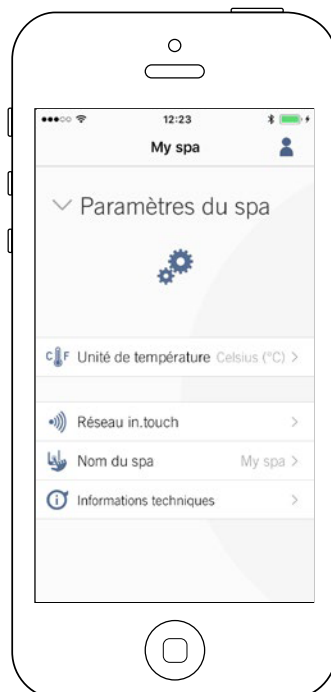 12:23
My spa
Paramètres du spa
C F Unité de température Celsius (°C)
Réseau in.touch
Nom du spa My spa
Informations techniques